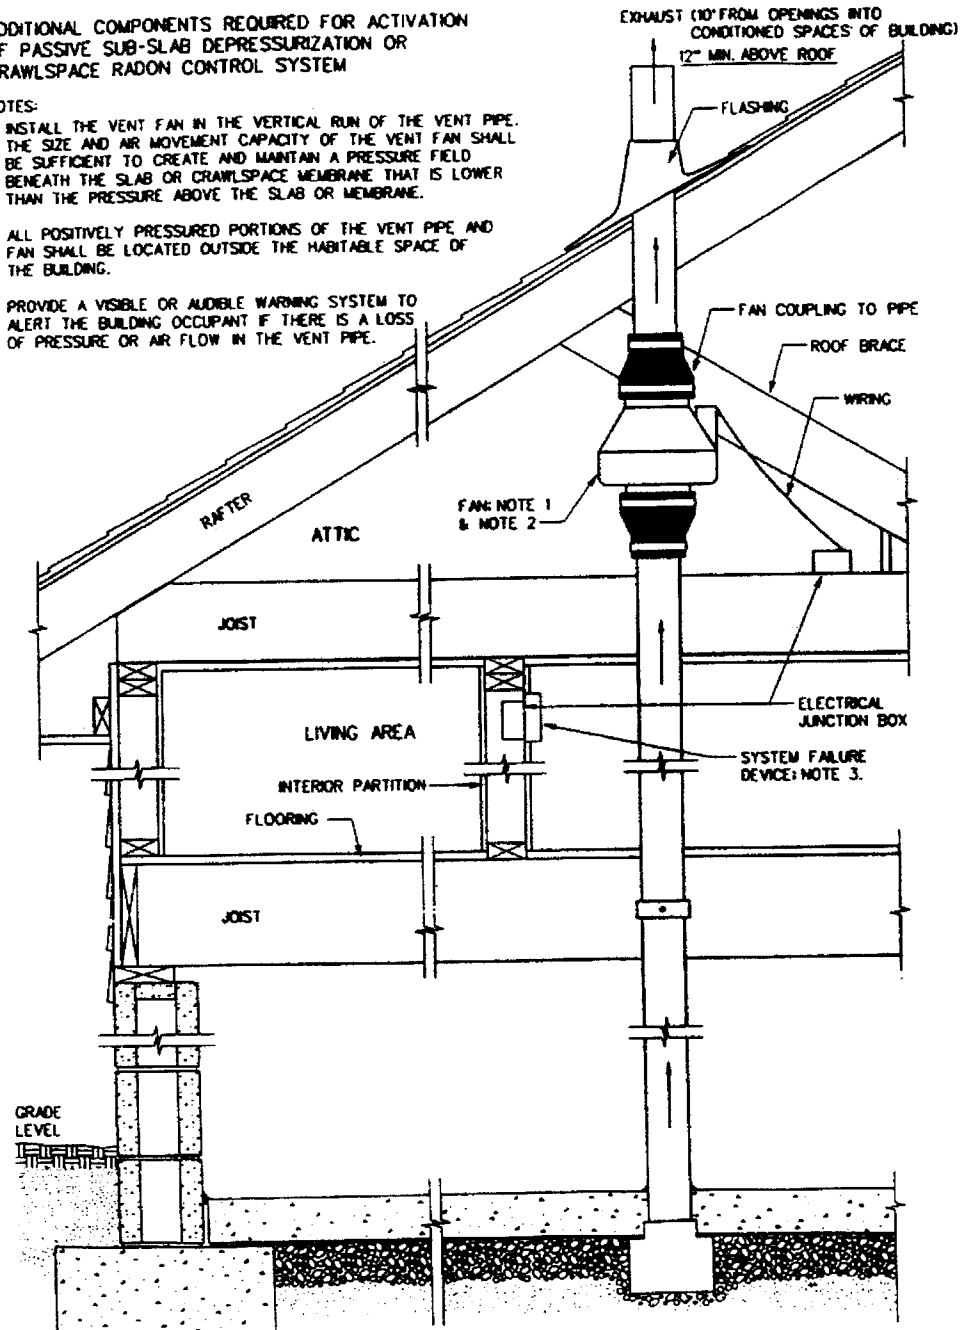 DDITIONAL COMPONENTS REQUIRED FOR ACTIVATION
F PASSIVE SUB-SLAB DEPRESSURIZATION OR
RAWLSPACE RADON CONTROL SYSTEM
OTES:
INSTALL THE VENT FAN IN THE VERTICAL RUN OF THE VENT PIPE.
THE SIZE AND AIR MOVEMENT CAPACITY OF THE VENT FAN SHALL
BE SUFFICIENT TO CREATE AND MAINTAIN A PRESSURE FIELD
BENEATH THE SLAB OR CRAWLSPACE MEMBRANE THAT IS LOWER
THAN THE PRESSURE ABOVE THE SLAB OR MEMBRANE.
ALL POSITIVELY PRESSURED PORTIONS OF THE VENT PIPE AND
FAN SHALL BE LOCATED OUTSIDE THE HABITABLE SPACE OF
THE BUILDING.
PROVIDE A VISIBLE OR AUDIBLE WARNING SYSTEM TO
ALERT THE BUILDING OCCUPANT IF THERE IS A LOSS
OF PRESSURE OR AIR FLOW IN THE VENT PIPE.
EXHAUST (10' FROM OPENINGS INTO
CONDITIONED SPACES OF BUILDING)
12" MIN. ABOVE ROOF
FLASHING
FAN COUPLING TO PIPE
ROOF BRACE
WIRING
RAFTER
FAN: NOTE 1
& NOTE 2
ATTIC
JOIST
LIVING AREA
ELECTRICAL
JUNCTION BOX
SYSTEM FAILURE
DEVICE: NOTE 3.
INTERIOR PARTITION
FLOORING
JOIST
GRADE
LEVEL